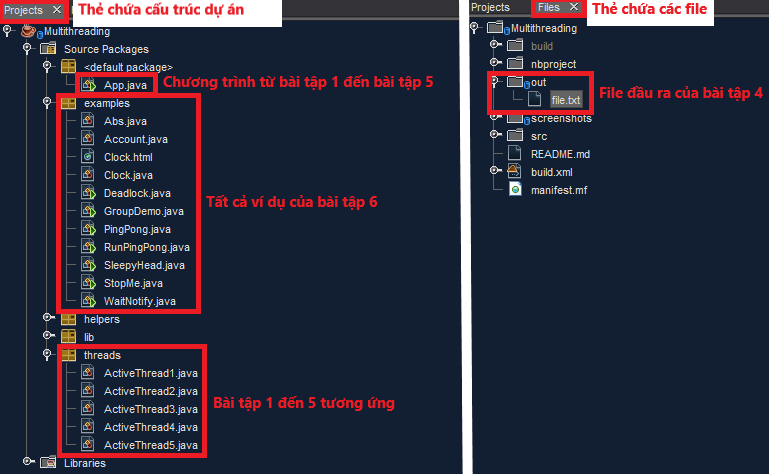 Projects
Thẻ chứa cấu trúc dự án
Multithreading
Source Packages
<default package>
App.java
Chương trình từ bài tập 1 đến bài tập 5
examples
Abs.java
Account.java
Clock.html
Clock.java
Deadlock.java
GroupDemo.java
PingPong.java
RunPingPong.java
SleepyHead.java
StopMe.java
WaitNotify.java
Tất cả ví dụ của bài tập 6
helpers
lib
threads
ActiveThread1.java
ActiveThread2.java
ActiveThread3.java
ActiveThread4.java
ActiveThread5.java
Bài tập 1 đến 5 tương ứng
Libraries
Projects
Files
Thẻ chứa các file
Multithreading
build
nbproject
out
file.txt
File đầu ra của bài tập 4
screenshots
src
README.md
build.xml
manifest.mf